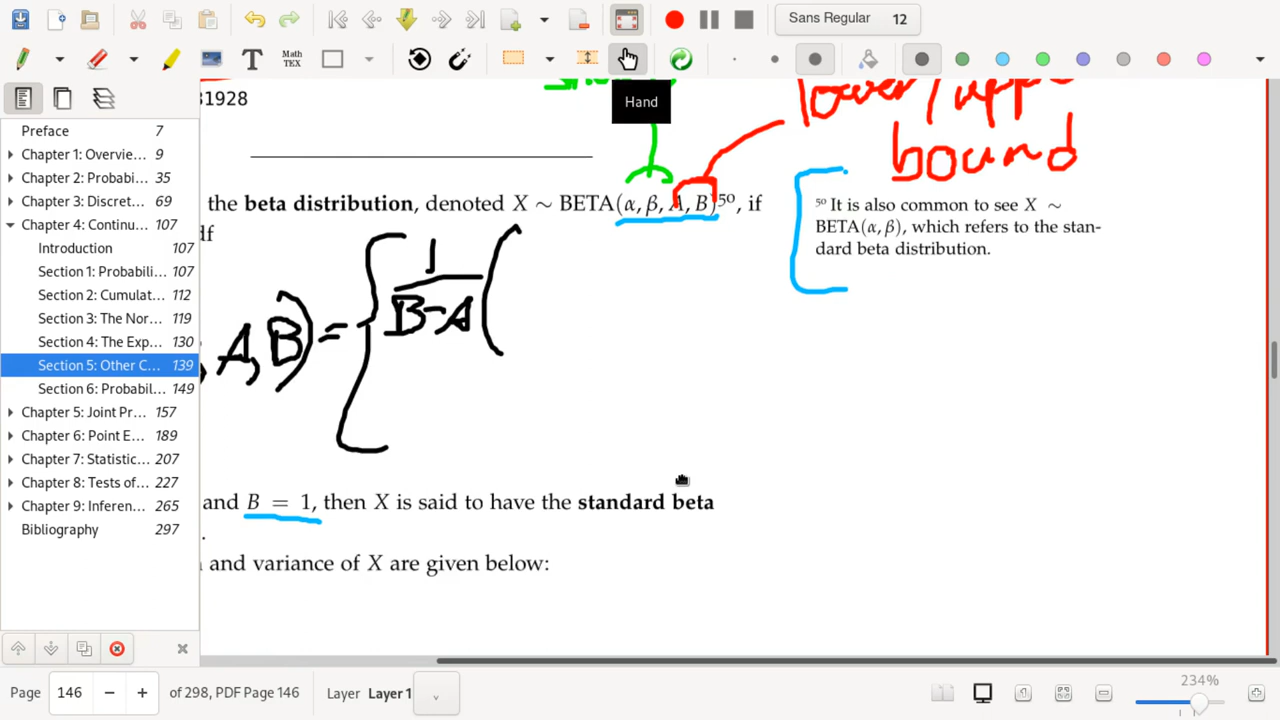 Sans Regular 12
Math TEX
Hand
31928
lower/upp
bound
Preface 7
Chapter 1: Overvie... 9
Chapter 2: Probabi... 35
Chapter 3: Discret... 69
Chapter 4: Continu... 107
Introduction 107
Section 1: Probabili... 107
Section 2: Cumulat... 112
Section 3: The Nor... 119
Section 4: The Exp... 130
Section 5: Other C... 139
Section 6: Probabil... 149
Chapter 5: Joint Pr... 157
Chapter 6: Point E... 189
Chapter 7: Statistic... 207
Chapter 8: Tests of... 227
Chapter 9: Inferen... 265
Bibliography 297
the beta distribution, denoted X ∼ BETA(α, β, A, B)⁵⁰, if
df
⁵⁰ It is also common to see X ∼
BETA(α, β), which refers to the stan-
dard beta distribution.
, A, B) = { 1
B-A (
and B = 1, then X is said to have the standard beta
.
and variance of X are given below:
Page 146 − + of 298, PDF Page 146 Layer Layer 1 234%